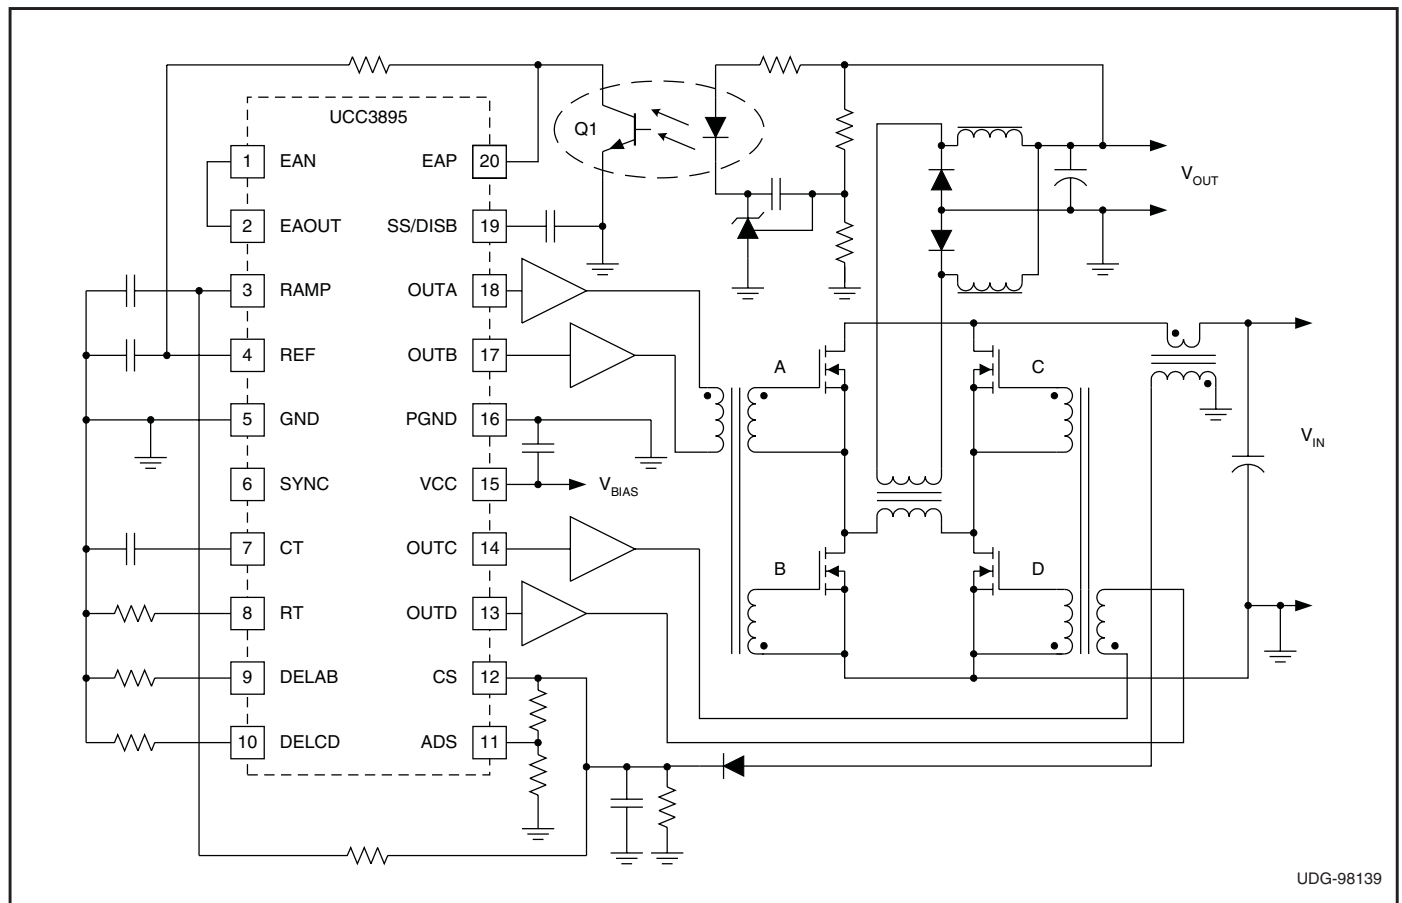 UCC3895
Q1
1 EAN EAP 20
2 EAOUT SS/DISB 19
3 RAMP OUTA 18
4 REF OUTB 17
5 GND PGND 16
6 SYNC VCC 15
7 CT OUTC 14
8 RT OUTD 13
9 DELAB CS 12
10 DELCD ADS 11
VBIAS
VOUT
A
C
VIN
B
D
UDG-98139